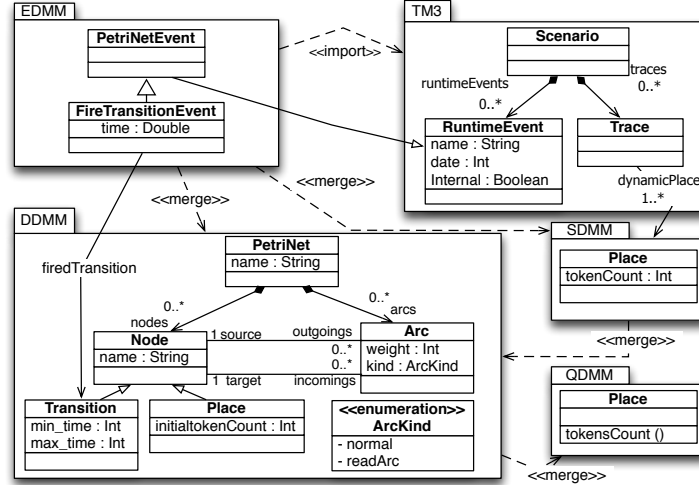 EDMM
PetriNetEvent
FireTransitionEvent
time : Double
<<import>>
TM3
Scenario
runtimeEvents
0..*
traces
0..*
RuntimeEvent
name : String
date : Int
Internal : Boolean
Trace
dynamicPlace
1..*
<<merge>>
<<merge>>
DDMM
firedTransition
PetriNet
name : String
0..*
nodes
0..*
arcs
Node
name : String
1 source
outgoings
0..*
0..*
1 target
incomings
Arc
weight : Int
kind : ArcKind
Transition
min_time : Int
max_time : Int
Place
initialtokenCount : Int
<<enumeration>>
ArcKind
- normal
- readArc
SDMM
Place
tokenCount : Int
<<merge>>
QDMM
Place
tokensCount ()
<<merge>>